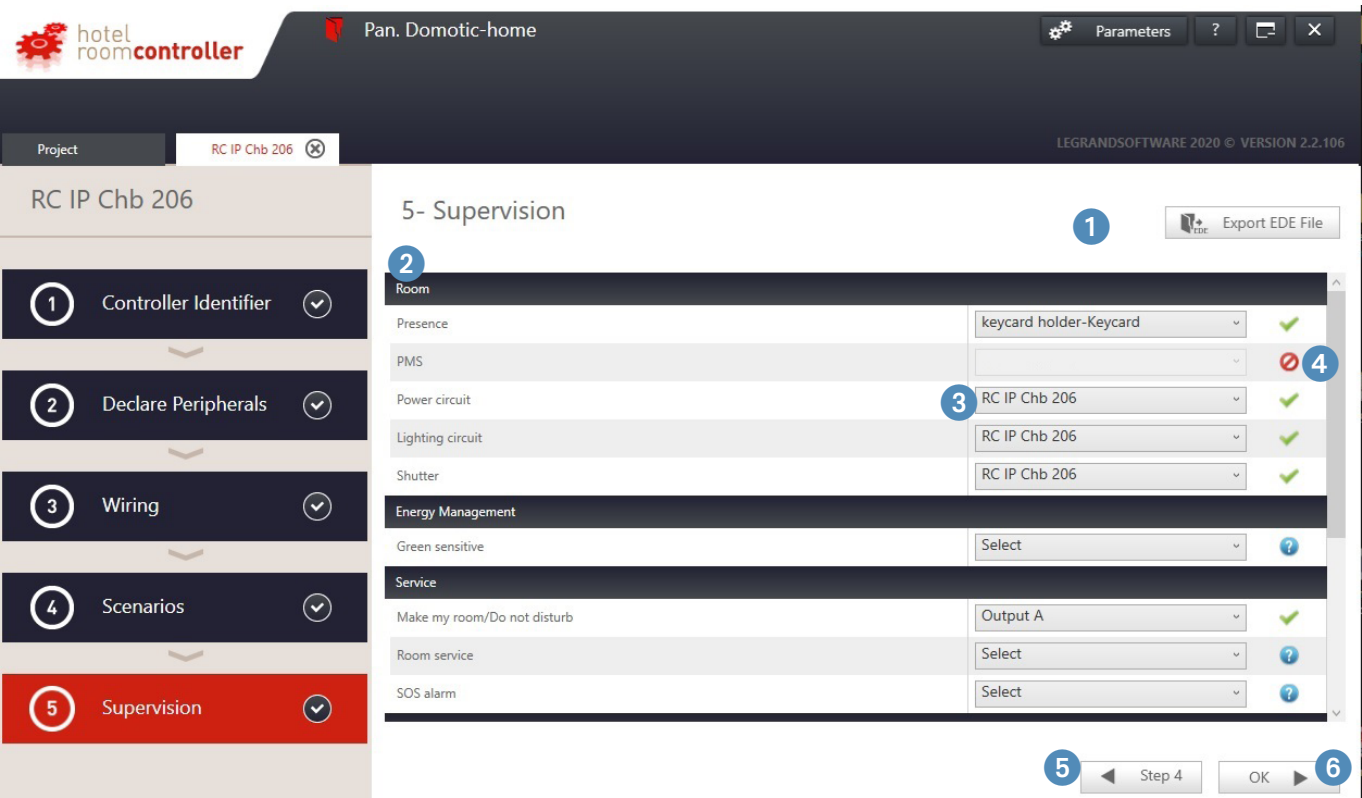 hotel
roomcontroller
Pan. Domotic-home
Parameters
?
Project
RC IP Chb 206
LEGRANDSOFTWARE 2020 © VERSION 2.2.106
RC IP Chb 206
1 Controller Identifier
2 Declare Peripherals
3 Wiring
4 Scenarios
5 Supervision
5- Supervision
1
EDE Export EDE File
2
Room
Presence keycard holder-Keycard
PMS 4
Power circuit 3 RC IP Chb 206
Lighting circuit RC IP Chb 206
Shutter RC IP Chb 206
Energy Management
Green sensitive Select ?
Service
Make my room/Do not disturb Output A
Room service Select ?
SOS alarm Select ?
5 Step 4 OK 6